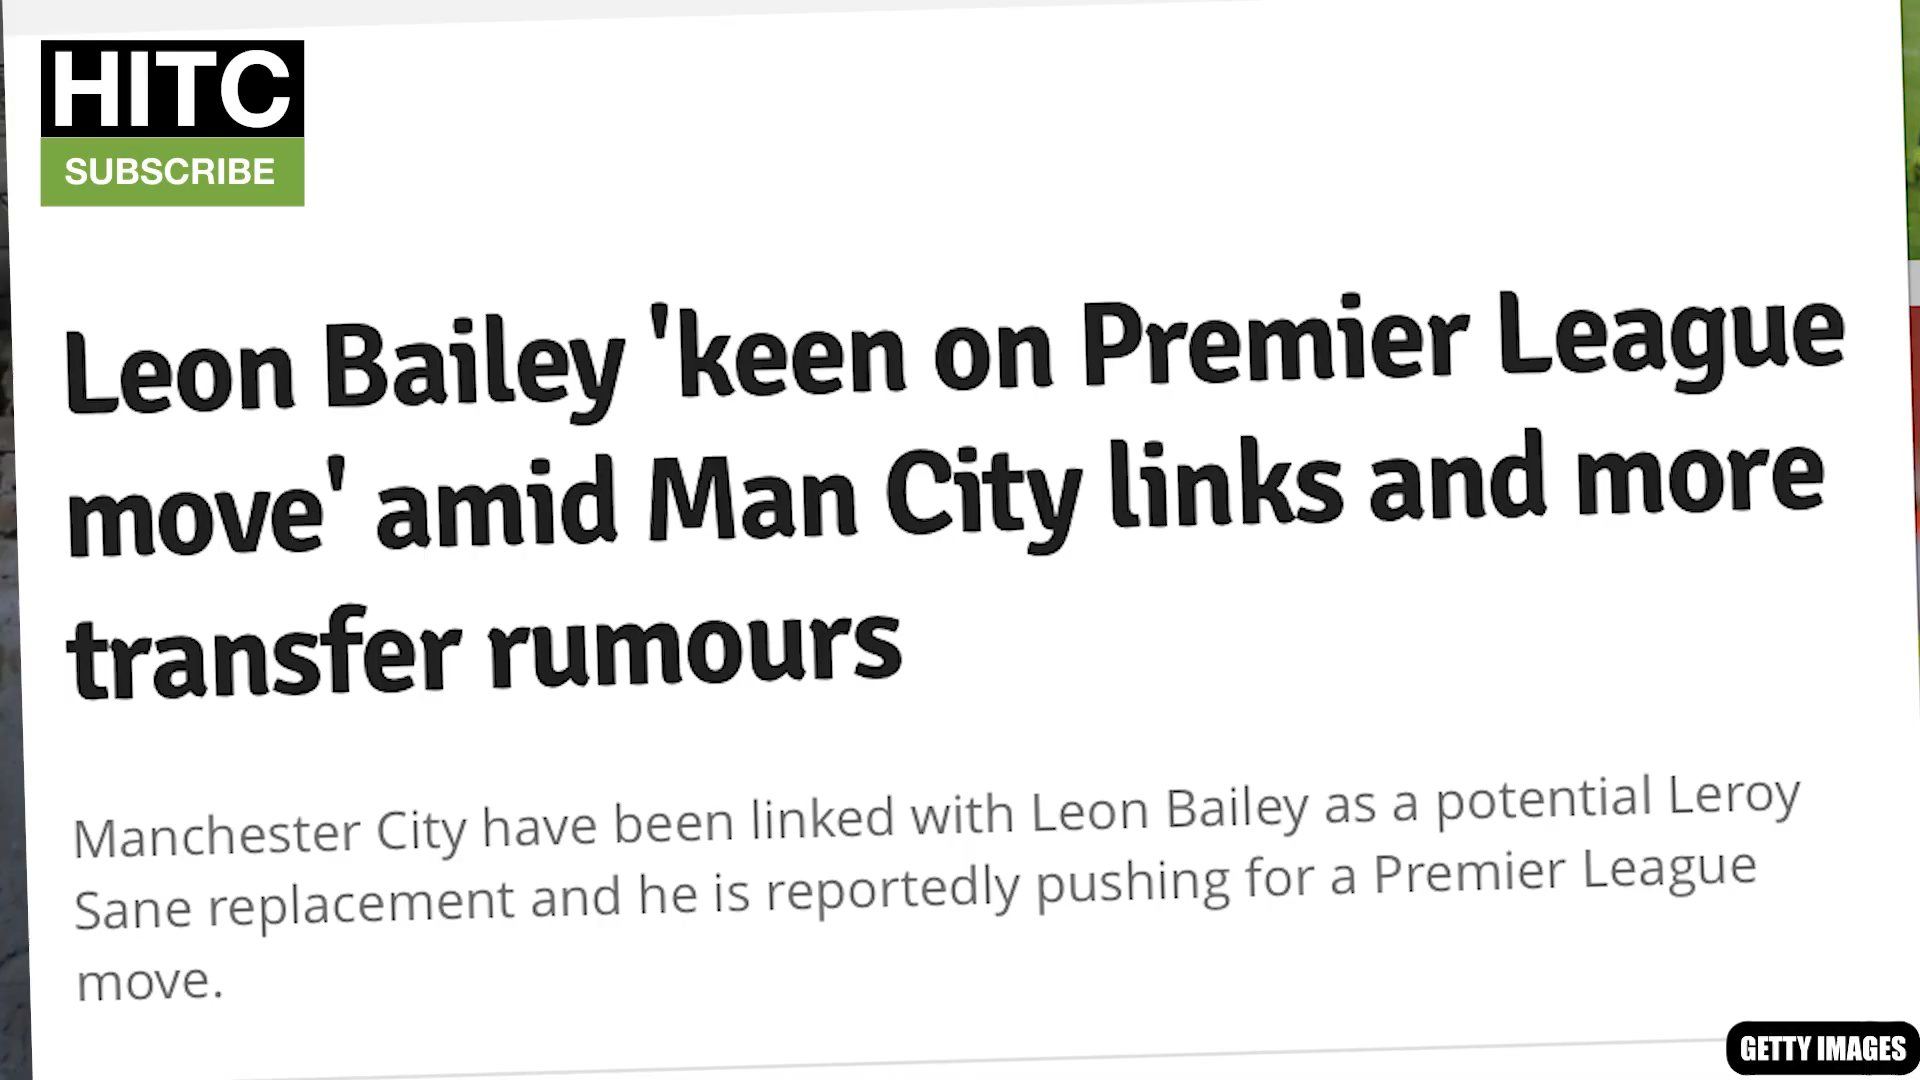 HITC
SUBSCRIBE
Leon Bailey 'keen on Premier League
move' amid Man City links and more
transfer rumours
Manchester City have been linked with Leon Bailey as a potential Leroy
Sane replacement and he is reportedly pushing for a Premier League
move.
GETTY IMAGES